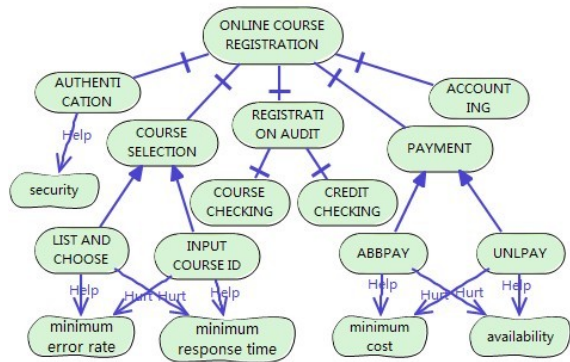 ONLINE COURSE
REGISTRATION
AUTHENTI
CATION
ACCOUNT
ING
REGISTRATI
ON AUDIT
COURSE
SELECTION
PAYMENT
Help
security
COURSE
CHECKING
CREDIT
CHECKING
LIST AND
CHOOSE
INPUT
COURSE ID
ABBPAY
UNLPAY
Help
Hurt
Hurt
Help
Help
Hurt
Hurt
Help
minimum
error rate
minimum
response time
minimum
cost
availability